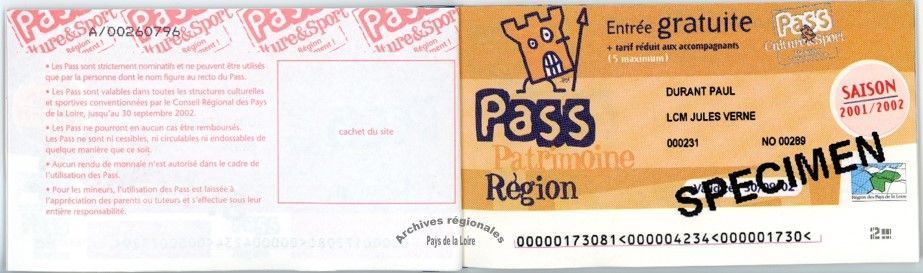 Pass
Culture&Sport
Région
A/00260796
• Les Pass sont strictement nominatifs et ne peuvent être utilisés
que par la personne dont le nom figure au recto du Pass.
• Les Pass sont valables dans toutes les structures culturelles
et sportives conventionnées par le Conseil Régional des Pays
de la Loire, jusqu'au 30 septembre 2002.
• Les Pass ne pourront en aucun cas être remboursés.
Les Pass ne sont ni cessibles, ni circulables ni endossables de
quelque manière que ce soit.
• Aucun rendu de monnaie n'est autorisé dans le cadre de
l'utilisation des Pass.
• Pour les mineurs, l'utilisation des Pass est laissée à
l'appréciation des parents ou tuteurs et s'effectue sous leur
entière responsabilité.
cachet du site
Archives régionales
Pays de la Loire
Pass
Patrimoine
Région
Entrée gratuite
+ tarif réduit aux accompagnants
(5 maximum)
Pass
Culture&Sport
DURANT PAUL
LCM JULES VERNE
000231 NO 00289
SAISON
2001/2002
30/09/02
SPECIMEN
Région des Pays de la Loire
00000173081<000004234<000001730<